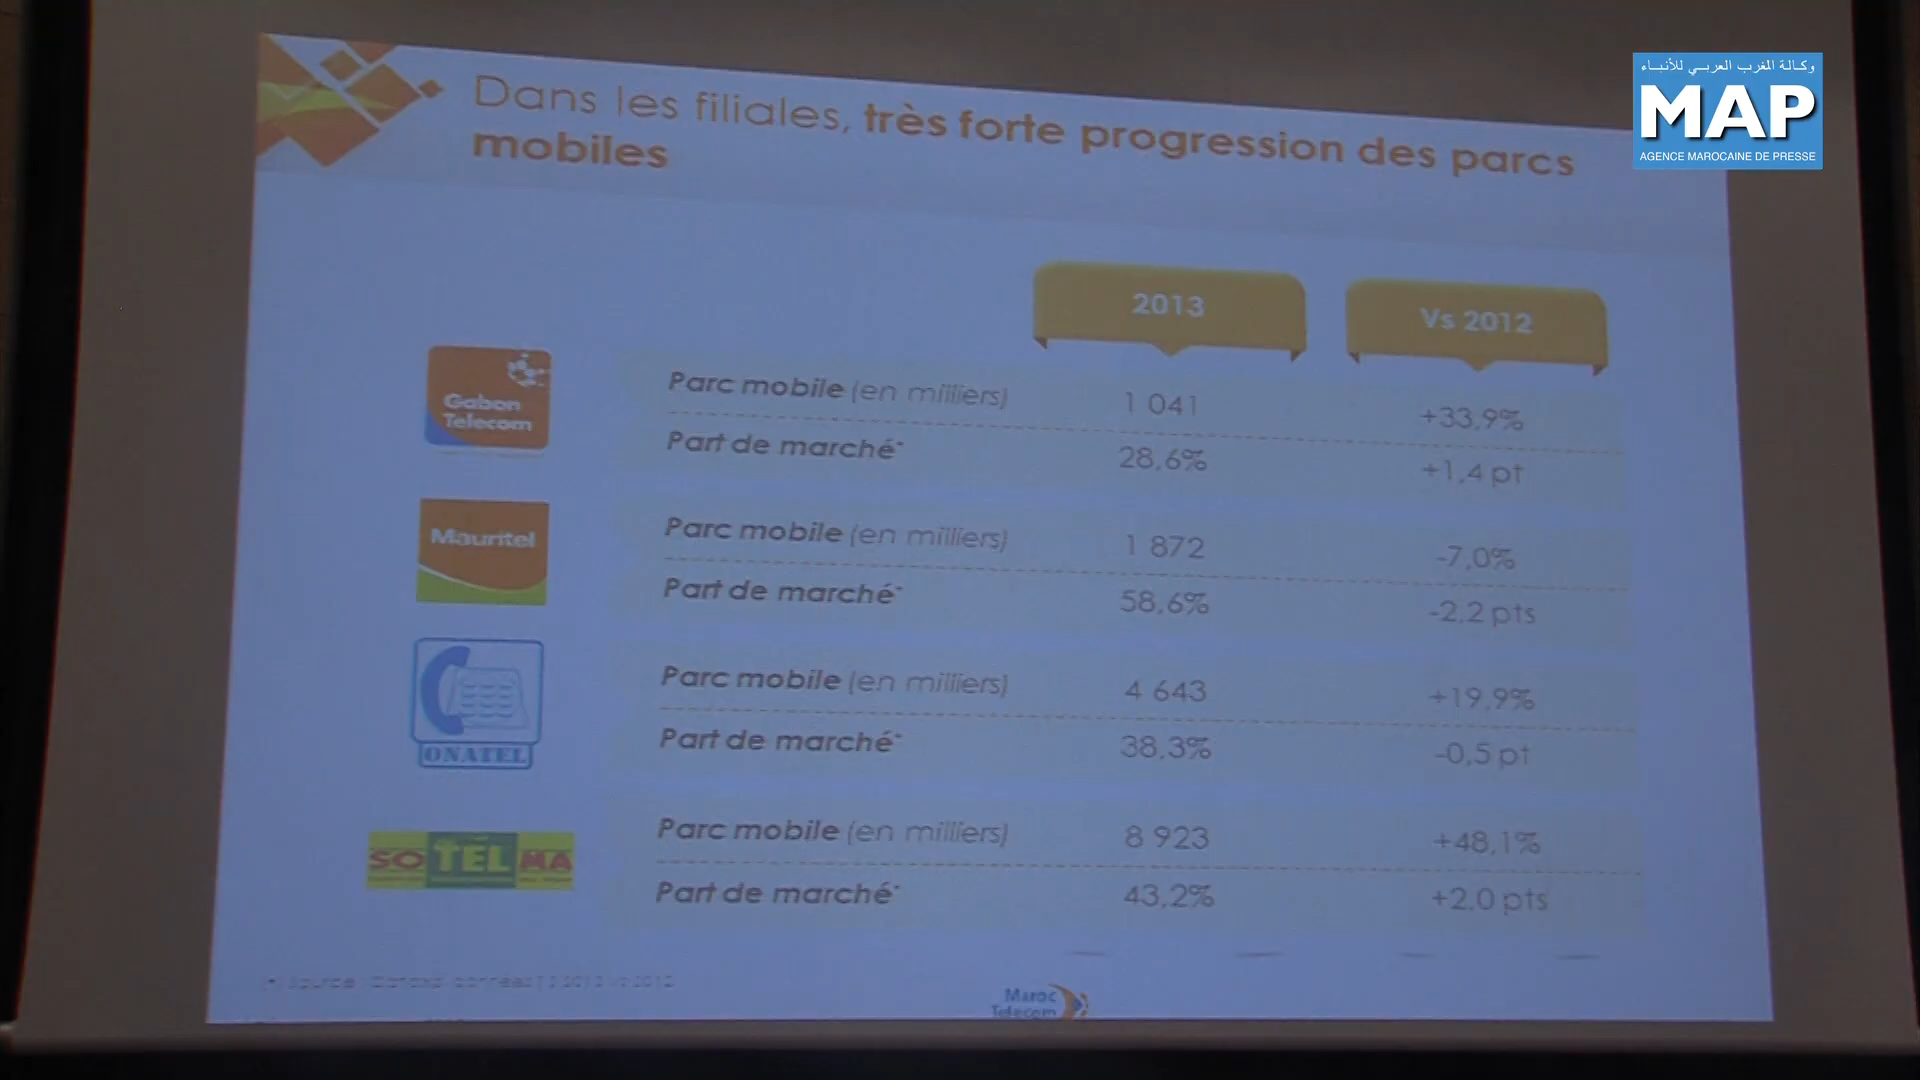 وكالة المغرب العربي للأنباء
MAP
AGENCE MAROCAINE DE PRESSE
Dans les filiales, très forte progression des parcs
mobiles
2013
Vs 2012
Gabon
Telecom
Parc mobile (en milliers) 1 041 +33,9%
Part de marché* 28,6% +1,4 pt
Mauritel
Parc mobile (en milliers) 1 872 -7,0%
Part de marché* 58,6% -2,2 pts
ONATEL
Parc mobile (en milliers) 4 643 +19,9%
Part de marché* 38,3% -0,5 pt
SOTELMA
Parc mobile (en milliers) 8 923 +48,1%
Part de marché* 43,2% +2,0 pts
Maroc
Telecom